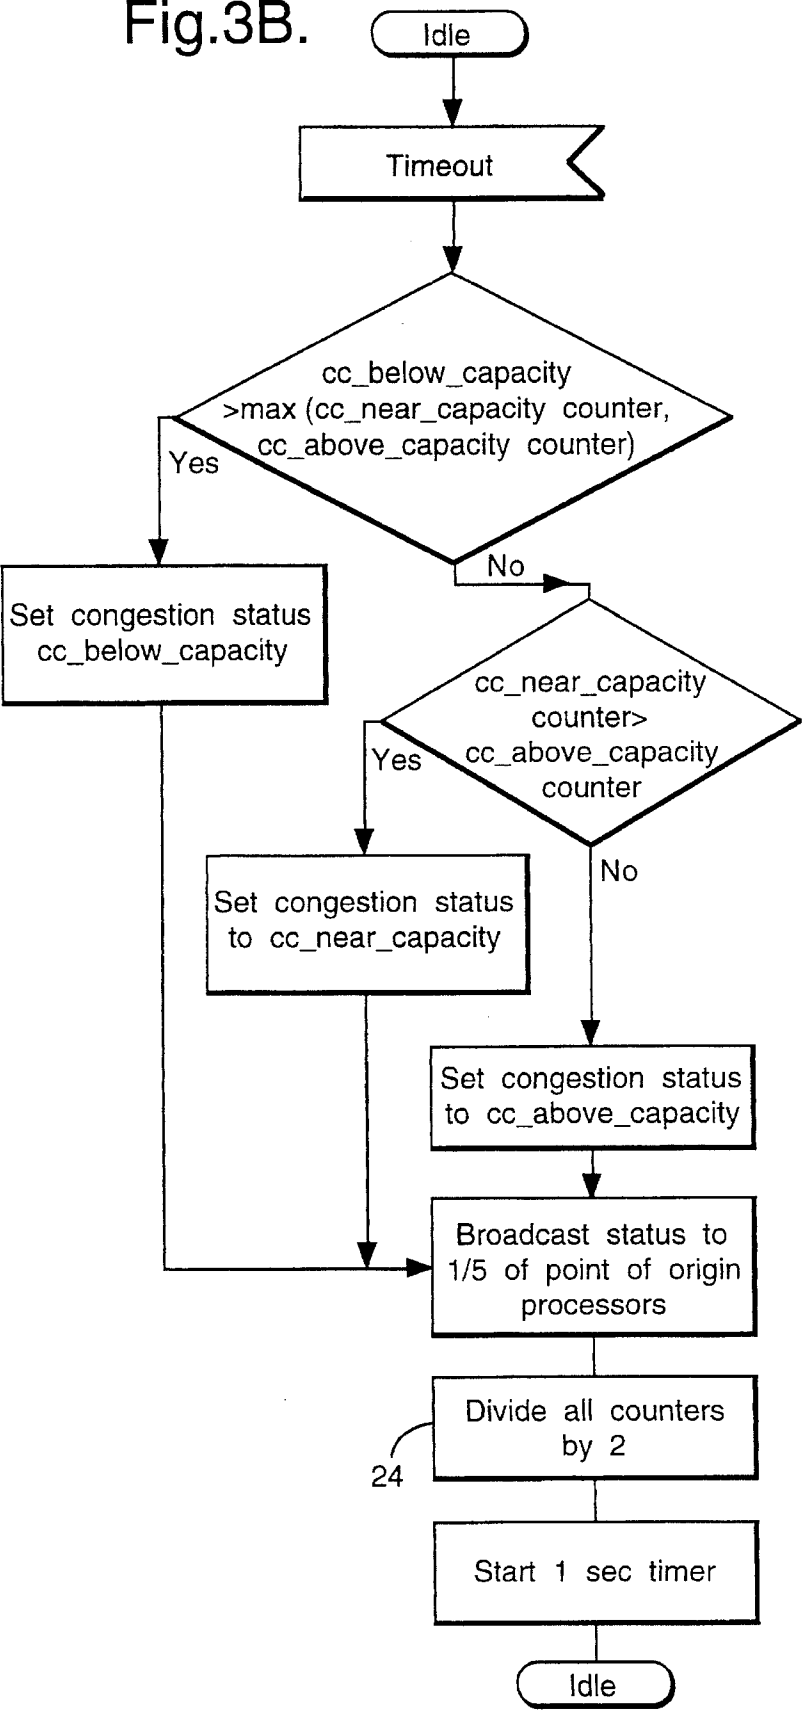 Fig.3B.
Idle
Timeout
cc_below_capacity
>max (cc_near_capacity counter,
cc_above_capacity counter)
Yes
No
Set congestion status
cc_below_capacity
cc_near_capacity
counter>
cc_above_capacity
counter
Yes
No
Set congestion status
to cc_near_capacity
Set congestion status
to cc_above_capacity
Broadcast status to
1/5 of point of origin
processors
Divide all counters
by 2
24
Start 1 sec timer
Idle